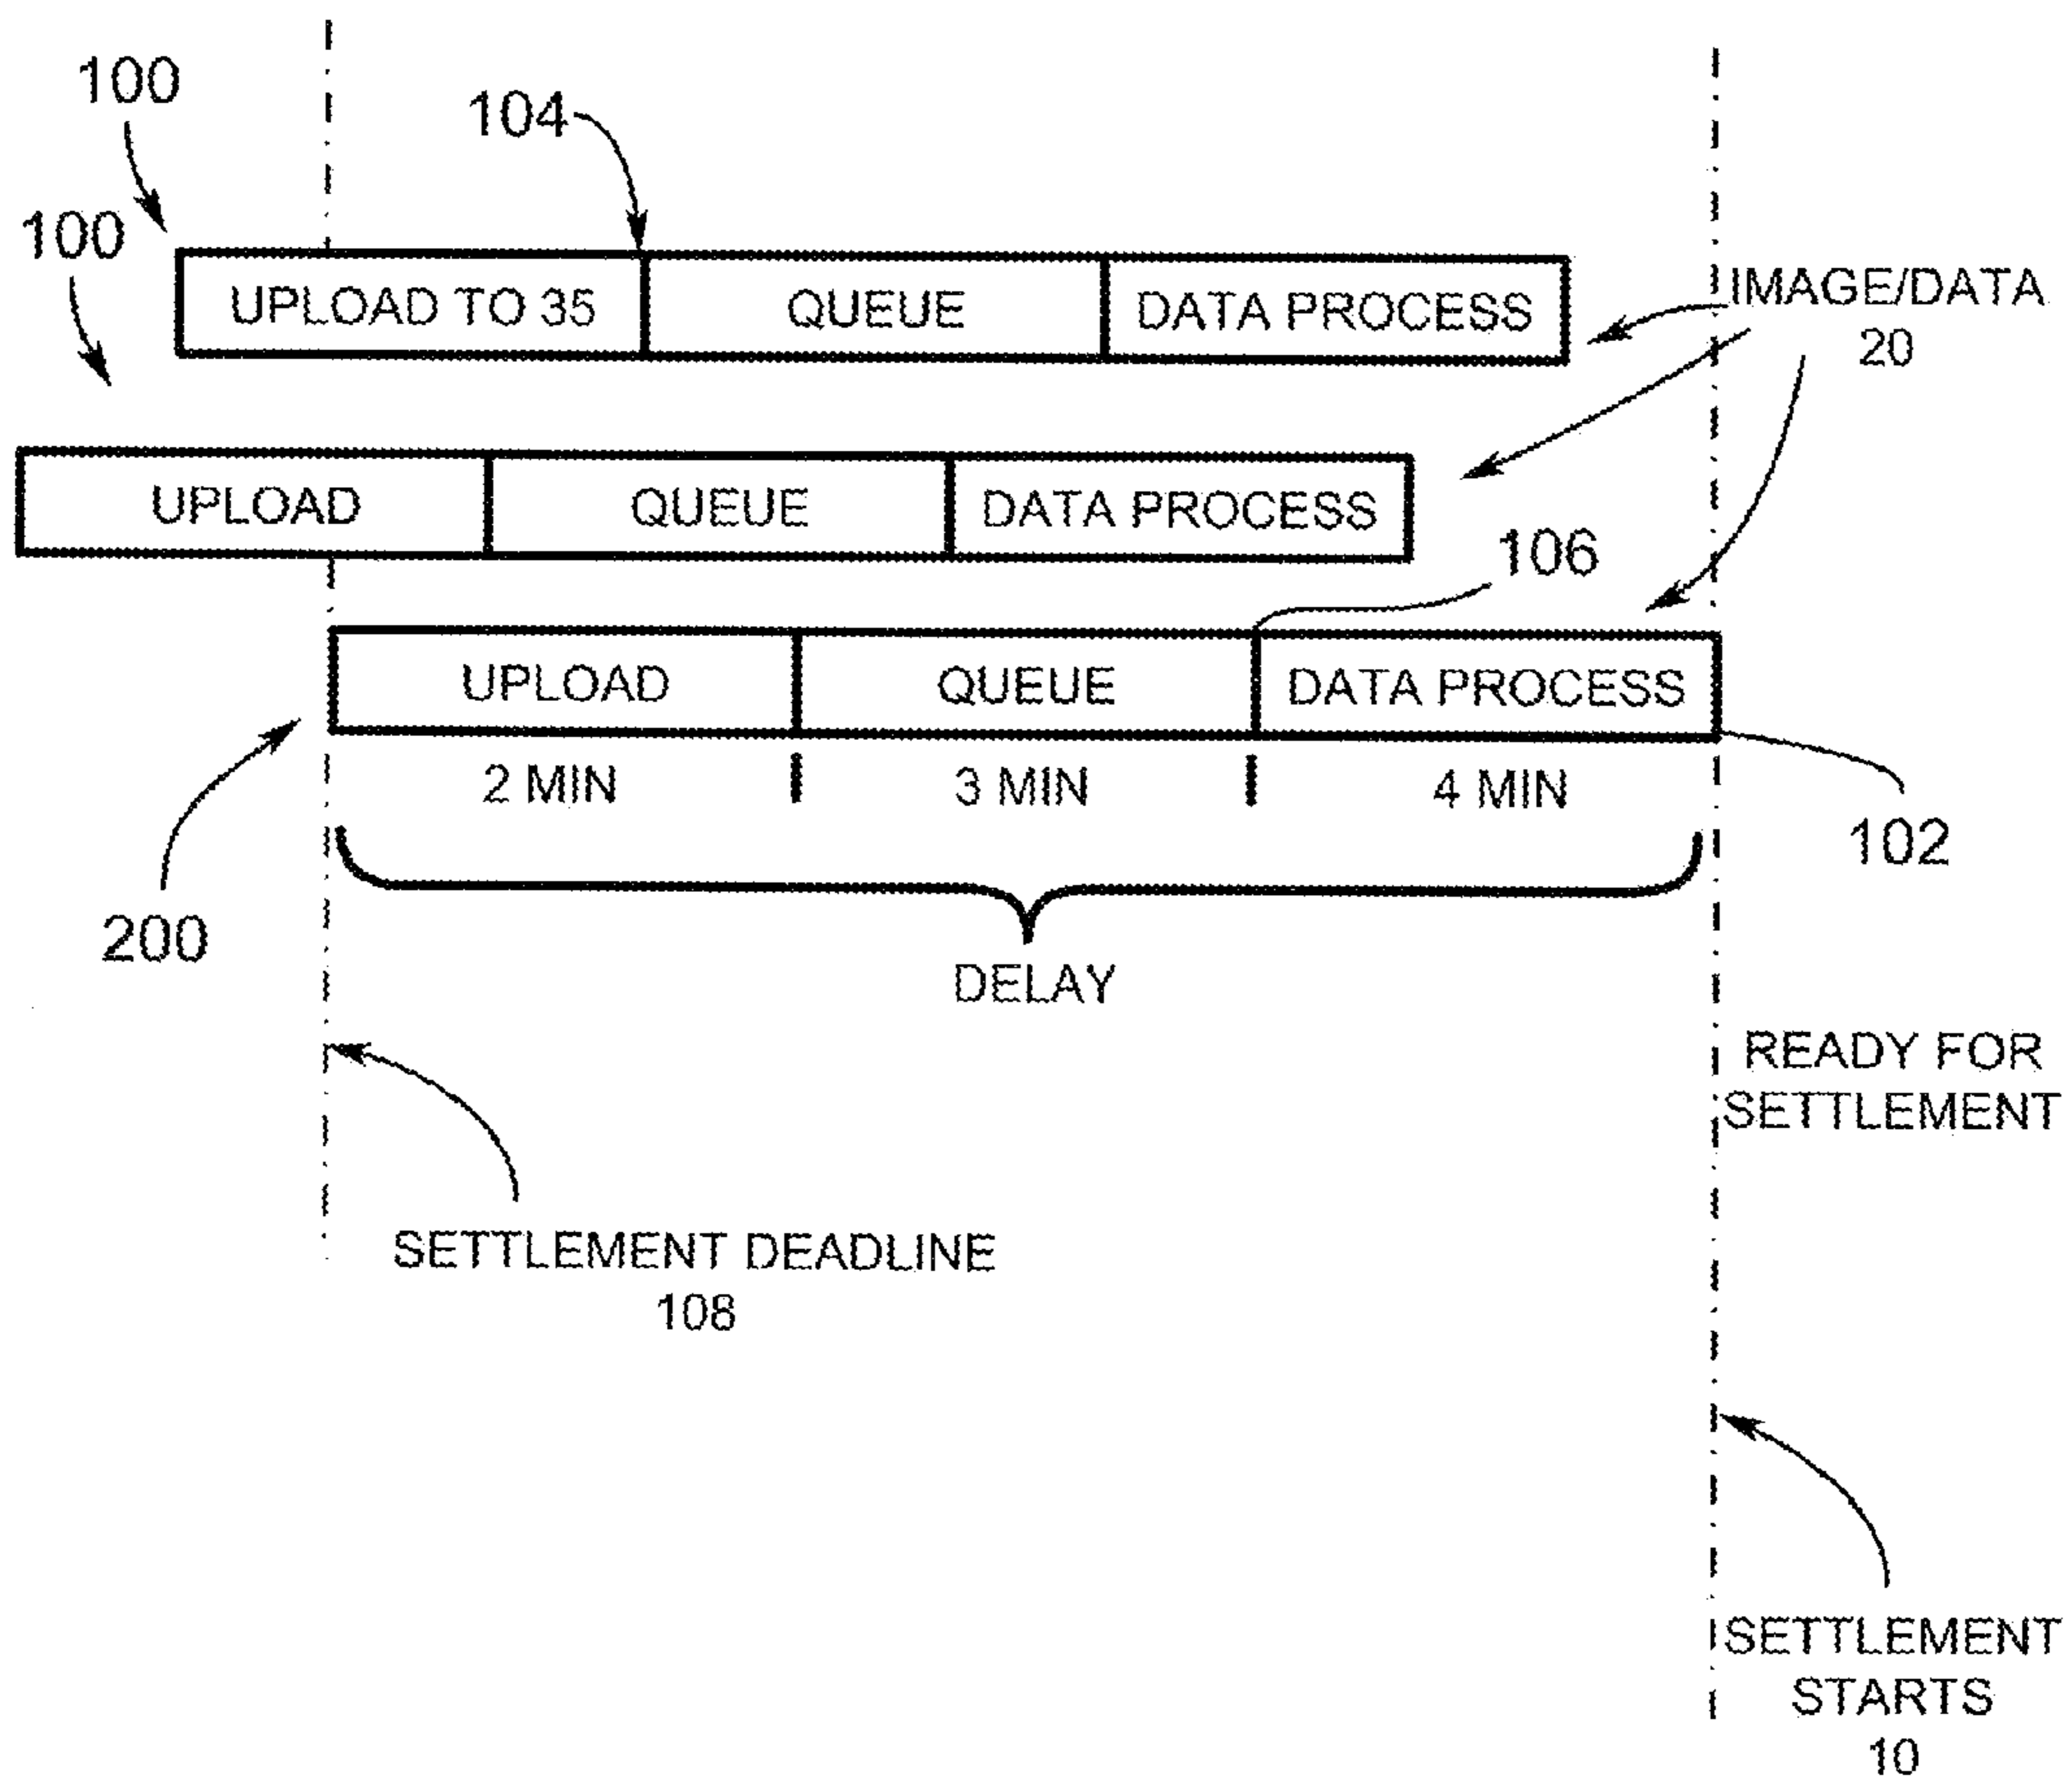 100
104
100
UPLOAD TO 35 QUEUE DATA PROCESS
IMAGE/DATA
20
UPLOAD QUEUE DATA PROCESS
106
UPLOAD QUEUE DATA PROCESS
2 MIN 3 MIN 4 MIN
102
200
DELAY
READY FOR
SETTLEMENT
SETTLEMENT DEADLINE
108
SETTLEMENT
STARTS
10